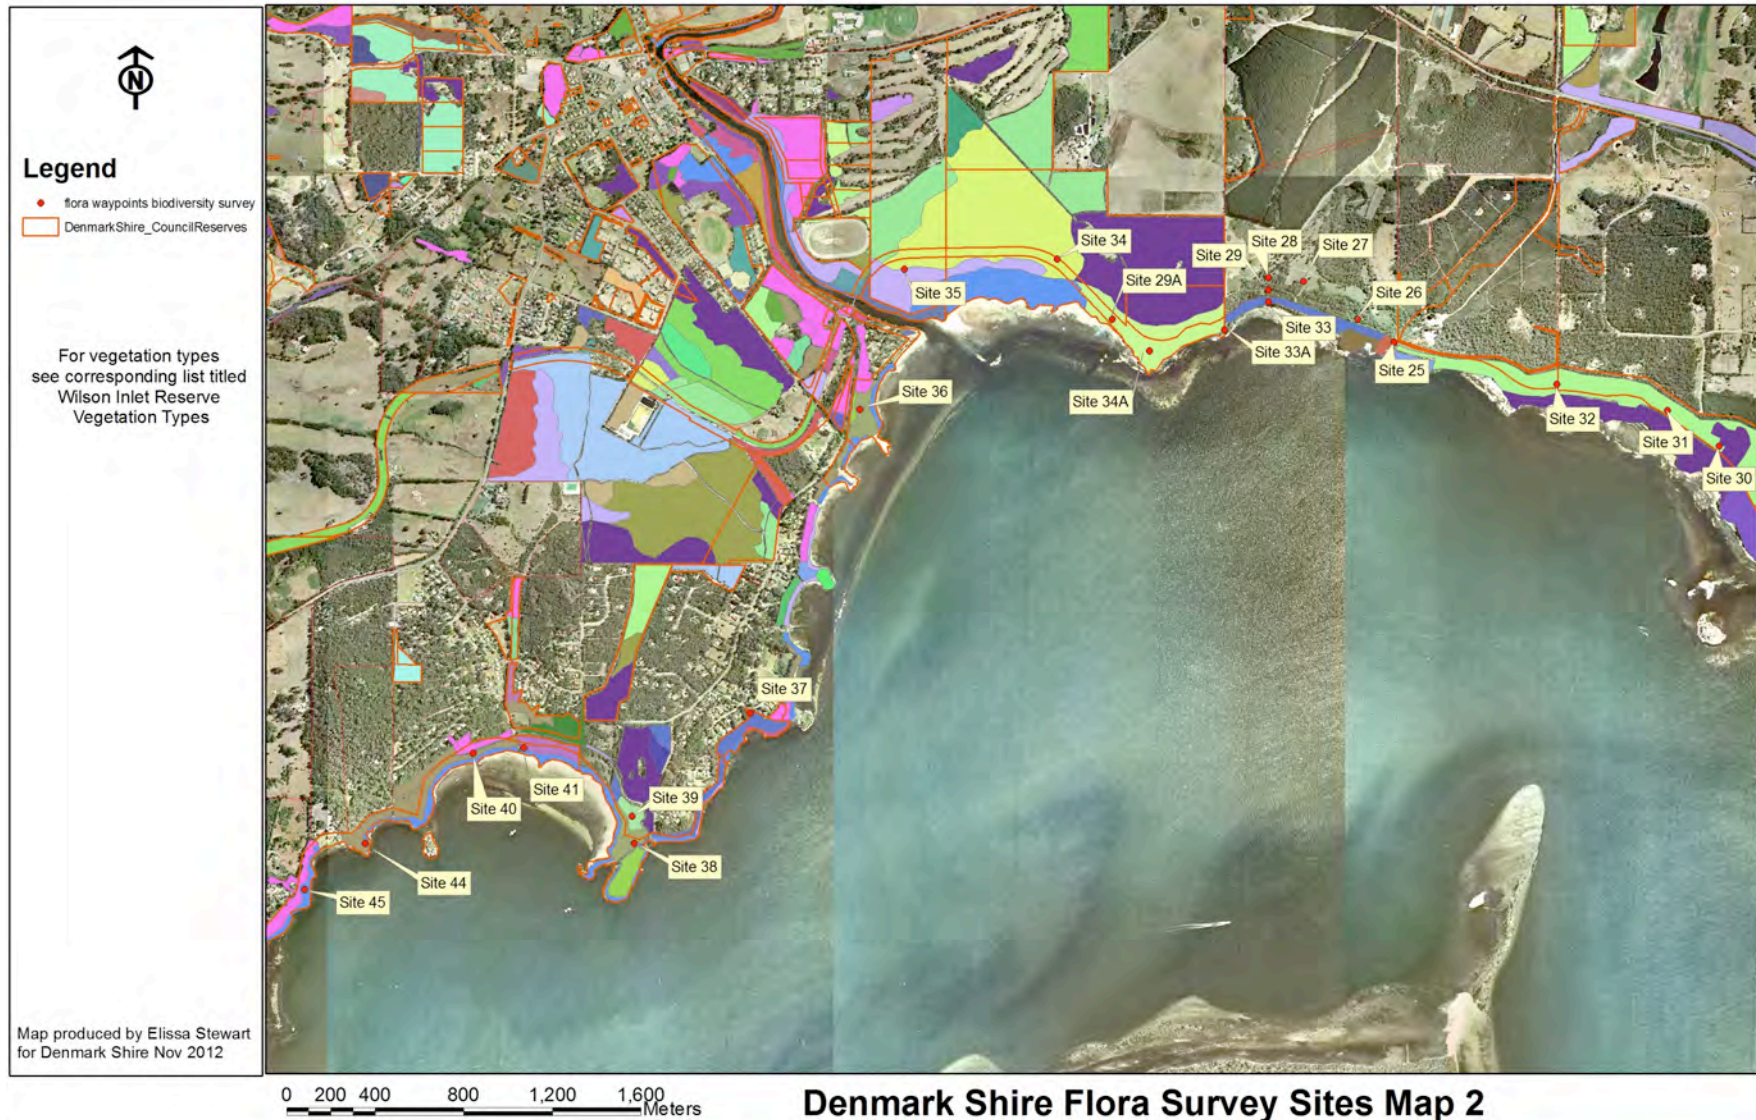 N
Legend
flora waypoints biodiversity survey
DenmarkShire_CouncilReserves
For vegetation types
see corresponding list titled
Wilson Inlet Reserve
Vegetation Types
Map produced by Elissa Stewart
for Denmark Shire Nov 2012
Site 34
Site 28
Site 27
Site 29
Site 35
Site 29A
Site 26
Site 33
Site 33A
Site 25
Site 34A
Site 36
Site 32
Site 31
Site 30
Site 37
Site 41
Site 40
Site 39
Site 38
Site 44
Site 45
0 200 400 800 1,200 1,600
Meters
Denmark Shire Flora Survey Sites Map 2